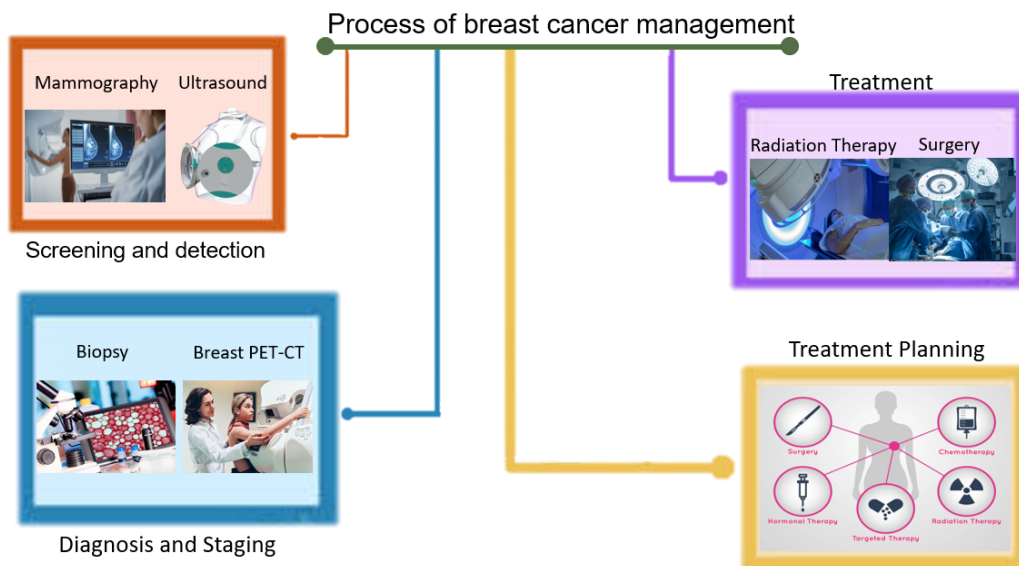 Process of breast cancer management
Mammography
Ultrasound
Screening and detection
Treatment
Radiation Therapy
Surgery
Biopsy
Breast PET-CT
Diagnosis and Staging
Treatment Planning
Surgery
Chemotherapy
Hormonal Therapy
Targeted Therapy
Radiation Therapy